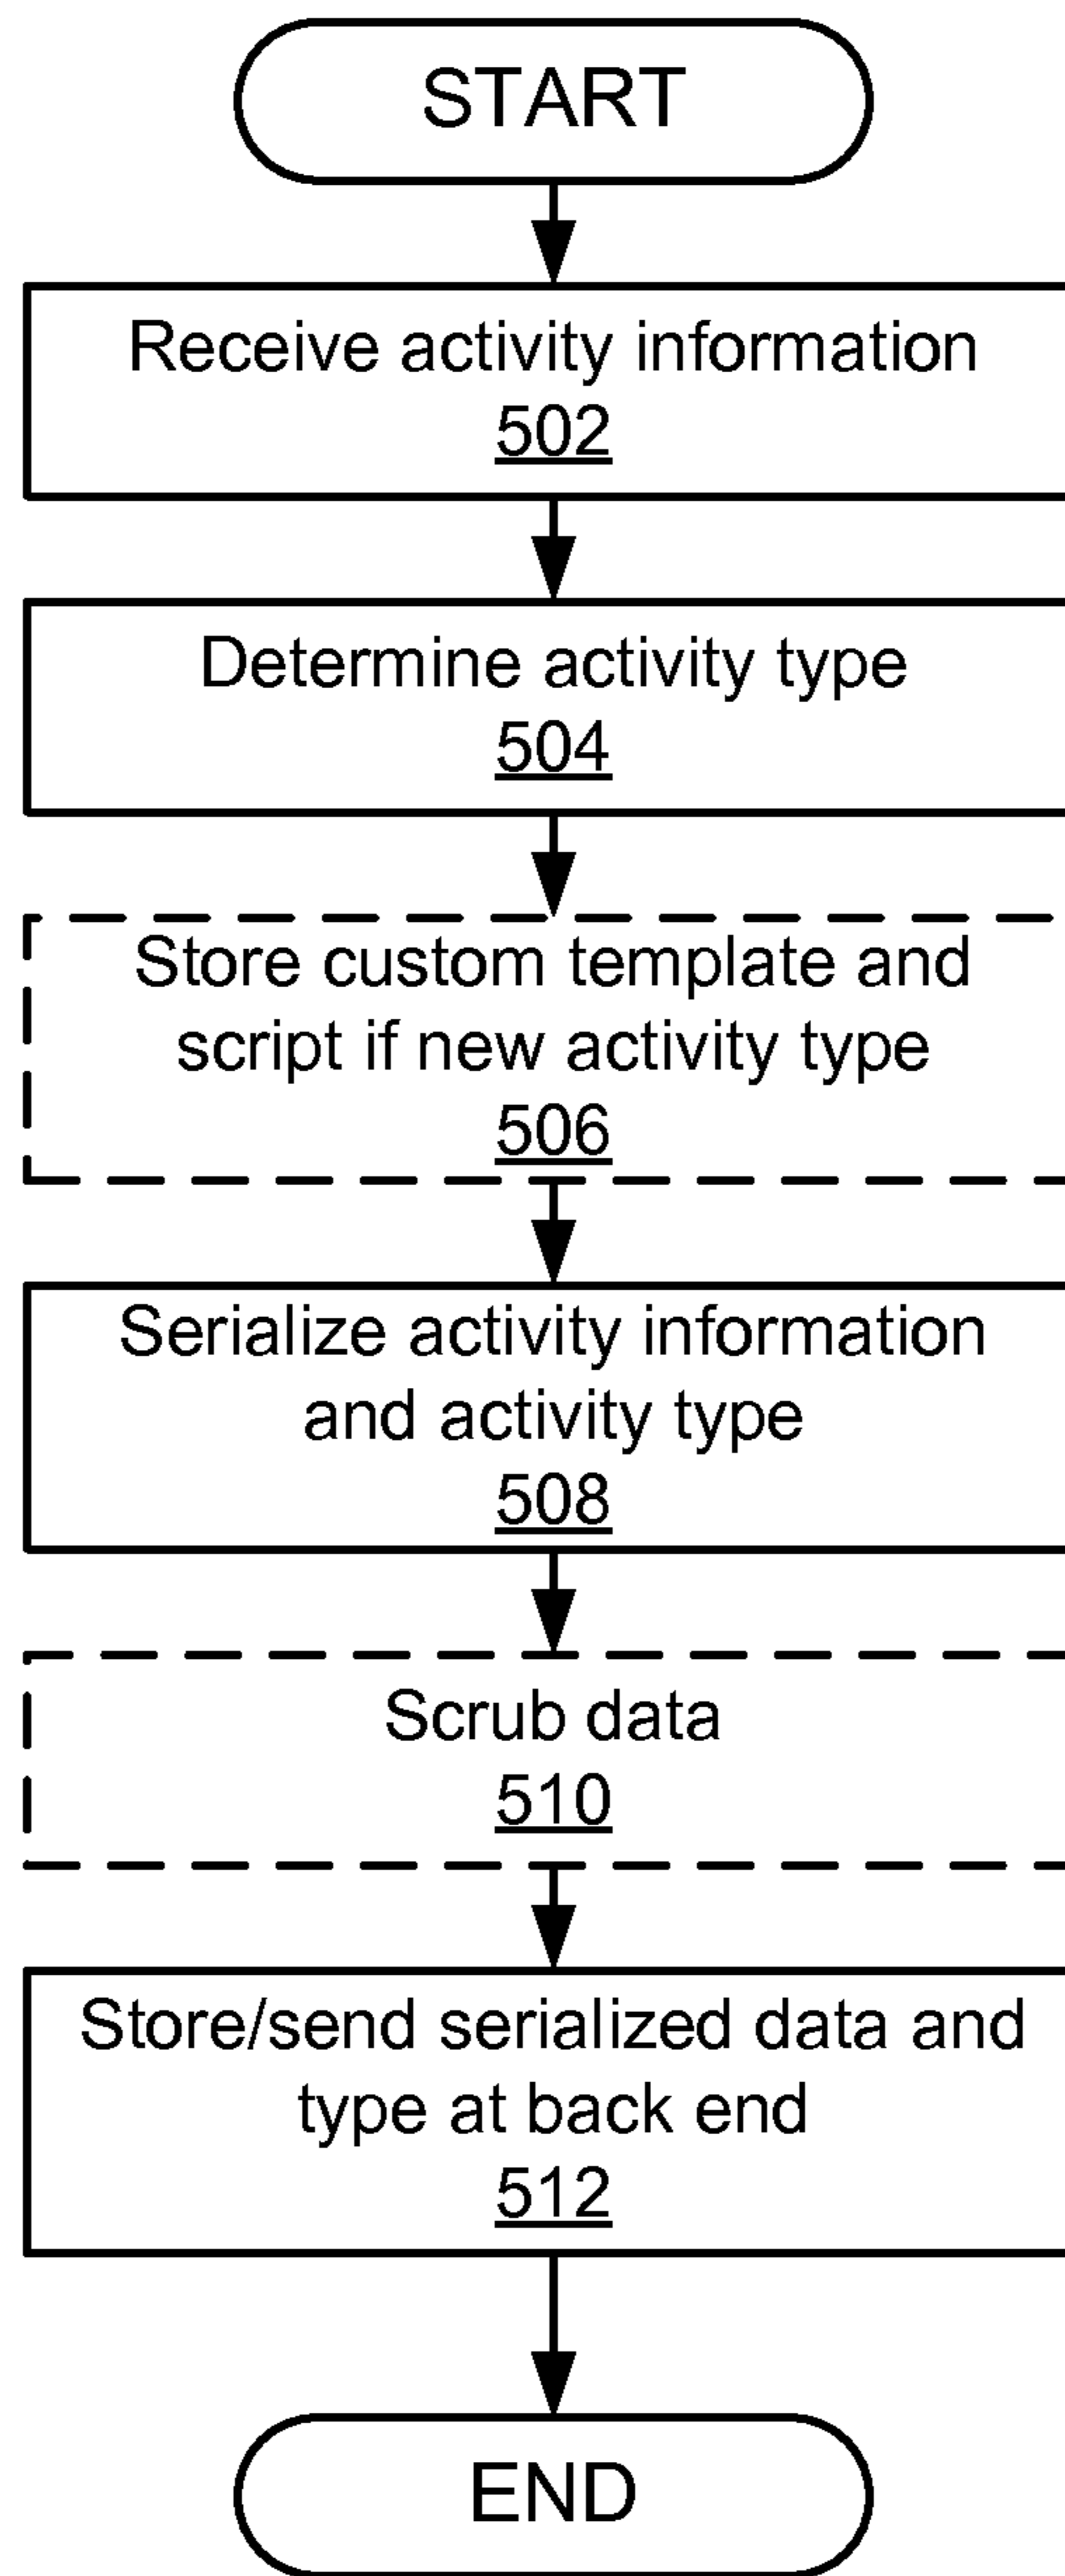 START
Receive activity information
502
Determine activity type
504
Store custom template and
script if new activity type
506
Serialize activity information
and activity type
508
Scrub data
510
Store/send serialized data and
type at back end
512
END